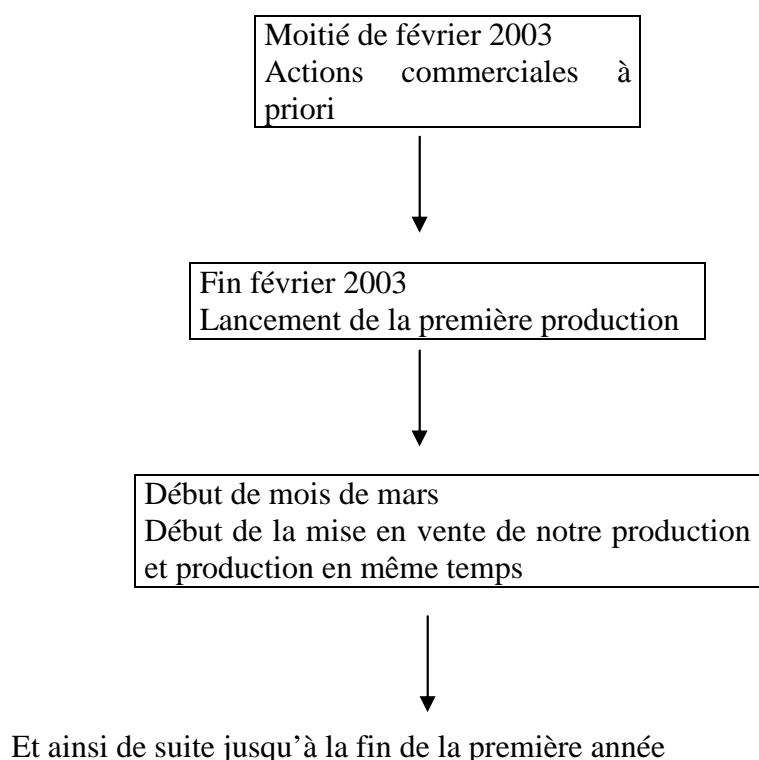 Moitié de février 2003
Actions commerciales à
priori
Fin février 2003
Lancement de la première production
Début de mois de mars
Début de la mise en vente de notre production
et production en même temps
Et ainsi de suite jusqu’à la fin de la première année